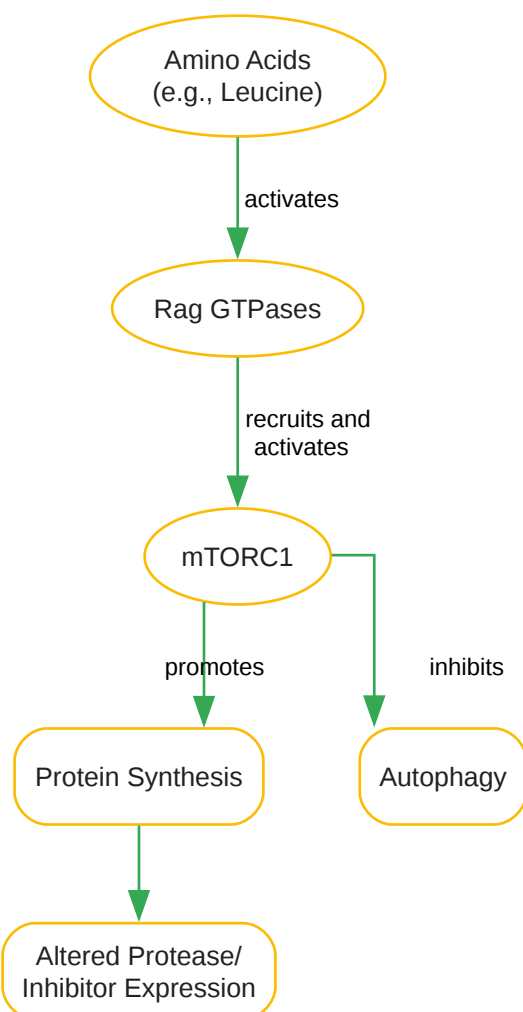 Amino Acids
(e.g., Leucine)
activates
Rag GTPases
recruits and
activates
mTORC1
promotes
inhibits
Protein Synthesis
Autophagy
Altered Protease/
Inhibitor Expression